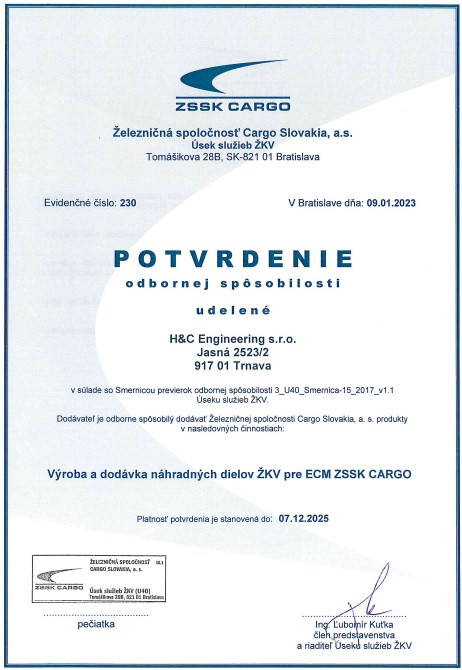 ZSSK CARGO
Železničná spoločnosť Cargo Slovakia, a.s.
Úsek služieb ŽKV
Tomášikova 28B, SK-821 01 Bratislava
Evidenčné číslo: 230
V Bratislave dňa: 09.01.2023
POTVRDENIE
odbornej spôsobilosti
udelené
H&C Engineering s.r.o.
Jasná 2523/2
917 01 Trnava
v súlade so Smernicou previerok odbornej spôsobilosti 3_U40_Smernica-15_2017_v1.1
Úseku služieb ŽKV.
Dodávateľ je odborne spôsobilý dodávať Železničnej spoločnosti Cargo Slovakia, a. s. produkty
v nasledovných činnostiach:
Výroba a dodávka náhradných dielov ŽKV pre ECM ZSSK CARGO
Platnosť potvrdenia je stanovená do: 07.12.2025
ŽELEZNIČNÁ SPOLOČNOSŤ
CARGO SLOVAKIA, a. s.
ZSSK CARGO
Úsek služieb ŽKV (U40)
Tomášikova 28B, 821 01 Bratislava
pečiatka
Ing. Ľubomír Kuťka
člen predstavenstva
a riaditeľ Úseku služieb ŽKV